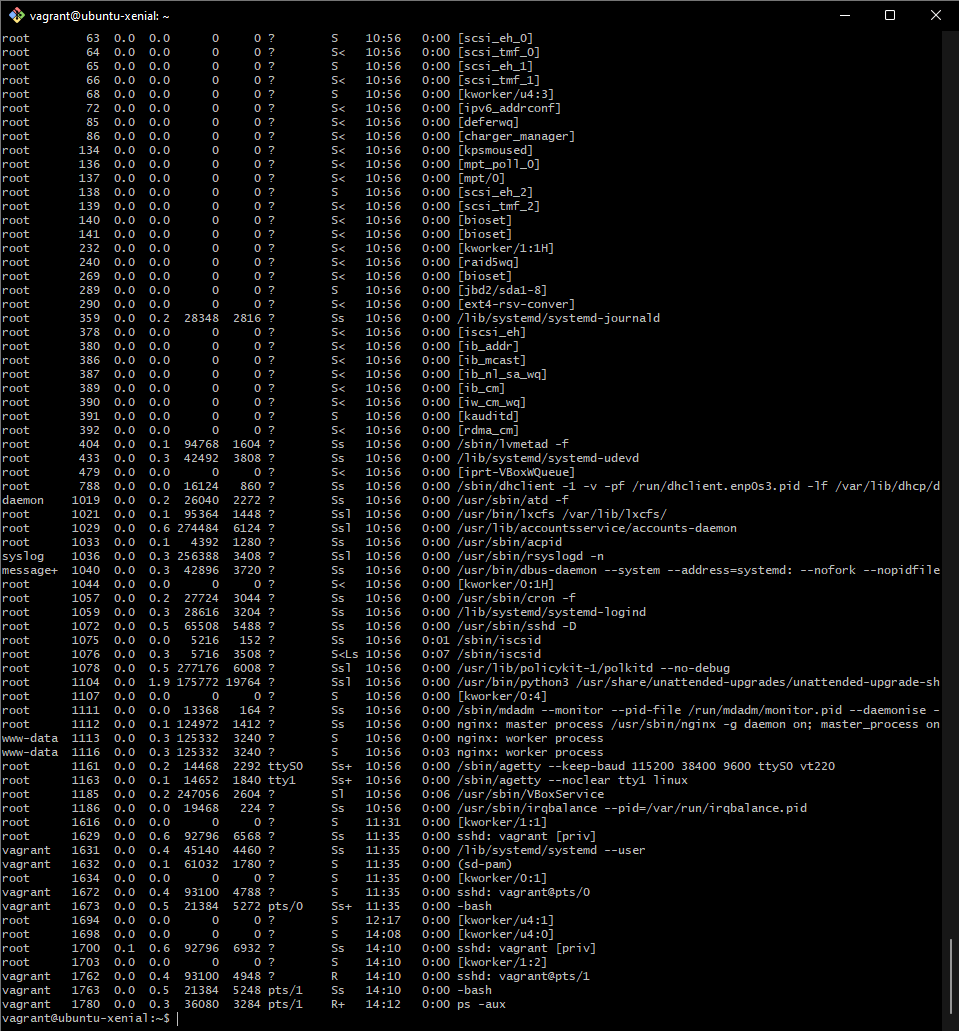 vagrant@ubuntu-xenial: ~
root 63 0.0 0.0 0 0 ? S 10:56 0:00 [scsi_eh_0]
root 64 0.0 0.0 0 0 ? S< 10:56 0:00 [scsi_tmf_0]
root 65 0.0 0.0 0 0 ? S 10:56 0:00 [scsi_eh_1]
root 66 0.0 0.0 0 0 ? S< 10:56 0:00 [scsi_tmf_1]
root 68 0.0 0.0 0 0 ? S 10:56 0:00 [kworker/u4:3]
root 72 0.0 0.0 0 0 ? S< 10:56 0:00 [ipv6_addrconf]
root 85 0.0 0.0 0 0 ? S< 10:56 0:00 [deferwq]
root 86 0.0 0.0 0 0 ? S< 10:56 0:00 [charger_manager]
root 134 0.0 0.0 0 0 ? S< 10:56 0:00 [kpsmoused]
root 136 0.0 0.0 0 0 ? S< 10:56 0:00 [mpt_poll_0]
root 137 0.0 0.0 0 0 ? S< 10:56 0:00 [mpt/0]
root 138 0.0 0.0 0 0 ? S 10:56 0:00 [scsi_eh_2]
root 139 0.0 0.0 0 0 ? S< 10:56 0:00 [scsi_tmf_2]
root 140 0.0 0.0 0 0 ? S< 10:56 0:00 [bioset]
root 141 0.0 0.0 0 0 ? S< 10:56 0:00 [bioset]
root 232 0.0 0.0 0 0 ? S< 10:56 0:00 [kworker/1:1H]
root 240 0.0 0.0 0 0 ? S< 10:56 0:00 [raid5wq]
root 269 0.0 0.0 0 0 ? S< 10:56 0:00 [bioset]
root 289 0.0 0.0 0 0 ? S 10:56 0:00 [jbd2/sda1-8]
root 290 0.0 0.0 0 0 ? S< 10:56 0:00 [ext4-rsv-conver]
root 359 0.0 0.2 28348 2816 ? Ss 10:56 0:00 /lib/systemd/systemd-journald
root 378 0.0 0.0 0 0 ? S< 10:56 0:00 [iscsi_eh]
root 380 0.0 0.0 0 0 ? S< 10:56 0:00 [ib_addr]
root 386 0.0 0.0 0 0 ? S< 10:56 0:00 [ib_mcast]
root 387 0.0 0.0 0 0 ? S< 10:56 0:00 [ib_nl_sa_wq]
root 389 0.0 0.0 0 0 ? S< 10:56 0:00 [ib_cm]
root 390 0.0 0.0 0 0 ? S< 10:56 0:00 [iw_cm_wq]
root 391 0.0 0.0 0 0 ? S 10:56 0:00 [kauditd]
root 392 0.0 0.0 0 0 ? S< 10:56 0:00 [rdma_cm]
root 404 0.0 0.1 94768 1604 ? Ss 10:56 0:00 /sbin/lvmetad -f
root 433 0.0 0.3 42492 3808 ? Ss 10:56 0:00 /lib/systemd/systemd-udevd
root 479 0.0 0.0 0 0 ? S< 10:56 0:00 [iprt-VBoxWQueue]
root 788 0.0 0.0 16124 860 ? Ss 10:56 0:00 /sbin/dhclient -1 -v -pf /run/dhclient.enp0s3.pid -lf /var/lib/dhcp/d
daemon 1019 0.0 0.2 26040 2272 ? Ss 10:56 0:00 /usr/sbin/atd -f
root 1021 0.0 0.1 95364 1448 ? Ssl 10:56 0:00 /usr/bin/lxcfs /var/lib/lxcfs/
root 1029 0.0 0.6 274484 6124 ? Ssl 10:56 0:00 /usr/lib/accountsservice/accounts-daemon
root 1033 0.0 0.1 4392 1280 ? Ss 10:56 0:00 /usr/sbin/acpid
syslog 1036 0.0 0.3 256388 3408 ? Ssl 10:56 0:00 /usr/sbin/rsyslogd -n
message+ 1040 0.0 0.3 42896 3720 ? Ss 10:56 0:00 /usr/bin/dbus-daemon --system --address=systemd: --nofork --nopidfile
root 1044 0.0 0.0 0 0 ? S< 10:56 0:00 [kworker/0:1H]
root 1057 0.0 0.2 27724 3044 ? Ss 10:56 0:00 /usr/sbin/cron -f
root 1059 0.0 0.3 28616 3204 ? Ss 10:56 0:00 /lib/systemd/systemd-logind
root 1072 0.0 0.5 65508 5488 ? Ss 10:56 0:00 /usr/sbin/sshd -D
root 1075 0.0 0.0 5216 152 ? Ss 10:56 0:01 /sbin/iscsid
root 1076 0.0 0.3 5716 3508 ? S<Ls 10:56 0:07 /sbin/iscsid
root 1078 0.0 0.5 277176 6008 ? Ssl 10:56 0:00 /usr/lib/policykit-1/polkitd --no-debug
root 1104 0.0 1.9 175772 19764 ? Ssl 10:56 0:00 /usr/bin/python3 /usr/share/unattended-upgrades/unattended-upgrade-sh
root 1107 0.0 0.0 0 0 ? S 10:56 0:00 [kworker/0:4]
root 1111 0.0 0.0 13368 164 ? Ss 10:56 0:00 /sbin/mdadm --monitor --pid-file /run/mdadm/monitor.pid --daemonise -
root 1112 0.0 0.1 124972 1412 ? Ss 10:56 0:00 nginx: master process /usr/sbin/nginx -g daemon on; master_process on
www-data 1113 0.0 0.3 125332 3240 ? S 10:56 0:00 nginx: worker process
www-data 1116 0.0 0.3 125332 3240 ? S 10:56 0:03 nginx: worker process
root 1161 0.0 0.2 14468 2292 ttyS0 Ss+ 10:56 0:00 /sbin/agetty --keep-baud 115200 38400 9600 ttyS0 vt220
root 1163 0.0 0.1 14652 1840 tty1 Ss+ 10:56 0:00 /sbin/agetty --noclear tty1 linux
root 1185 0.0 0.2 247056 2604 ? Sl 10:56 0:06 /usr/sbin/VBoxService
root 1186 0.0 0.0 19468 224 ? Ss 10:56 0:00 /usr/sbin/irqbalance --pid=/var/run/irqbalance.pid
root 1616 0.0 0.0 0 0 ? S 11:31 0:00 [kworker/1:1]
root 1629 0.0 0.6 92796 6568 ? Ss 11:35 0:00 sshd: vagrant [priv]
vagrant 1631 0.0 0.4 45140 4460 ? Ss 11:35 0:00 /lib/systemd/systemd --user
vagrant 1632 0.0 0.1 61032 1780 ? S 11:35 0:00 (sd-pam)
root 1634 0.0 0.0 0 0 ? S 11:35 0:00 [kworker/0:1]
vagrant 1672 0.0 0.4 93100 4788 ? S 11:35 0:00 sshd: vagrant@pts/0
vagrant 1673 0.0 0.5 21384 5272 pts/0 Ss+ 11:35 0:00 -bash
root 1694 0.0 0.0 0 0 ? S 12:17 0:00 [kworker/u4:1]
root 1698 0.0 0.0 0 0 ? S 14:08 0:00 [kworker/u4:0]
root 1700 0.1 0.6 92796 6932 ? Ss 14:10 0:00 sshd: vagrant [priv]
root 1703 0.0 0.0 0 0 ? S 14:10 0:00 [kworker/1:2]
vagrant 1762 0.0 0.4 93100 4948 ? R 14:10 0:00 sshd: vagrant@pts/1
vagrant 1763 0.0 0.5 21384 5248 pts/1 Ss 14:10 0:00 -bash
vagrant 1780 0.0 0.3 36080 3284 pts/1 R+ 14:12 0:00 ps -aux
vagrant@ubuntu-xenial:~$